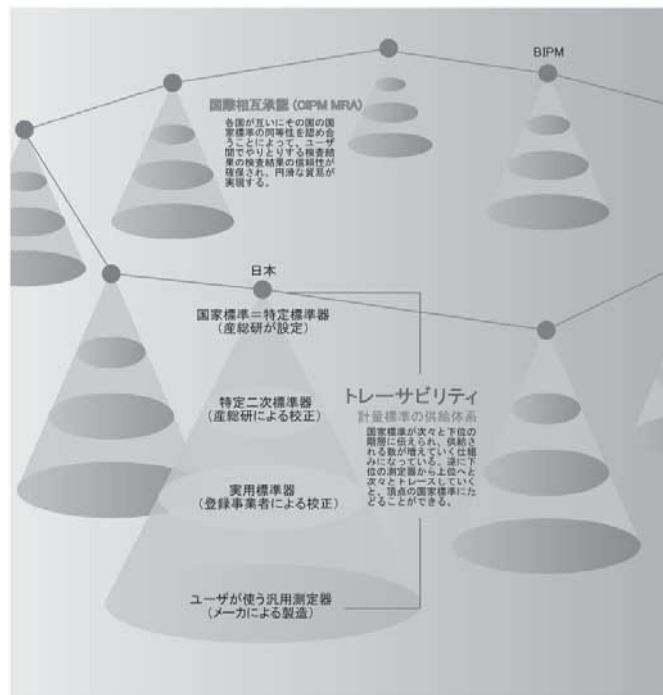 BIPM
国際相互承認 (CIPM MRA)
各国が互いにその国の国
家標準の同等性を認め合
うことによって、ユーザ
間でやりとりする検査結
果の検査結果の信頼性が
確保され、円滑な貿易が
実現する。
日本
国家標準＝特定標準器
(産総研が設定)
特定二次標準器
(産総研による校正)
トレーサビリティ
計量標準の供給体系
国家標準が次々と下位の
階層に伝えられ、供給さ
れる数が増えていく仕組
みになっている。逆に下
位の測定器から上位へと
次々とトレースしていく
と、頂点の国家標準にた
どることができる。
実用標準器
(登録事業者による校正)
ユーザが使う汎用測定器
(メーカによる製造)